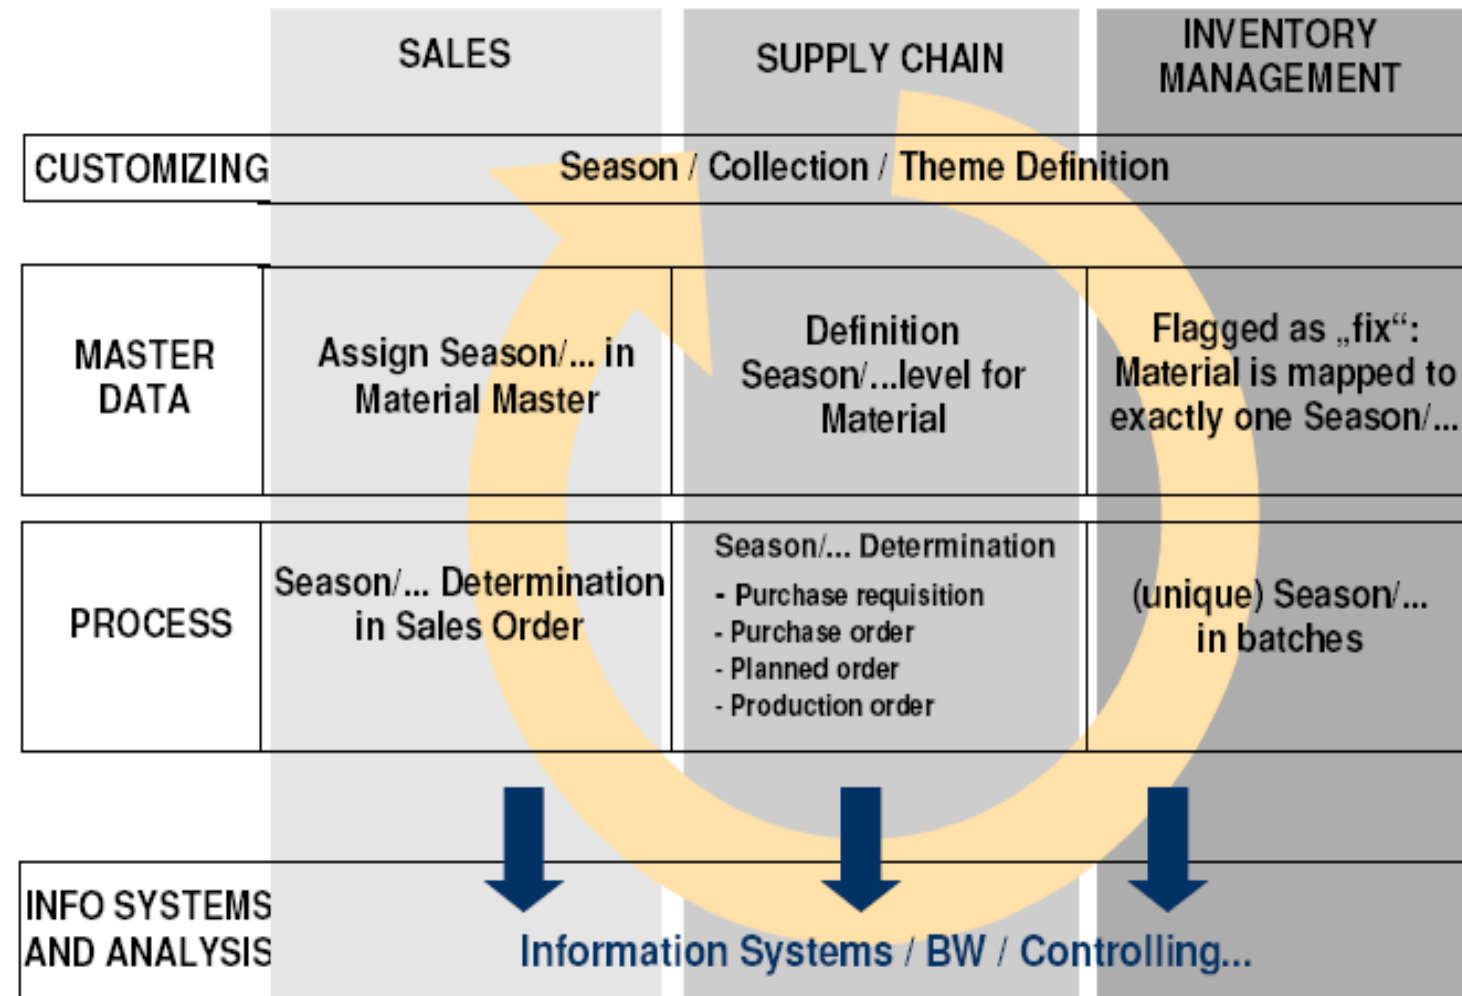 SALES
SUPPLY CHAIN
INVENTORY
MANAGEMENT
CUSTOMIZING
Season / Collection / Theme Definition
MASTER
DATA
Assign Season/... in
Material Master
Definition
Season/...level for
Material
Flagged as „fix“:
Material is mapped to
exactly one Season/...
PROCESS
Season/... Determination
in Sales Order
Season/... Determination
- Purchase requisition
- Purchase order
- Planned order
- Production order
(unique) Season/...
in batches
INFO SYSTEMS
AND ANALYSIS
Information Systems / BW / Controlling...